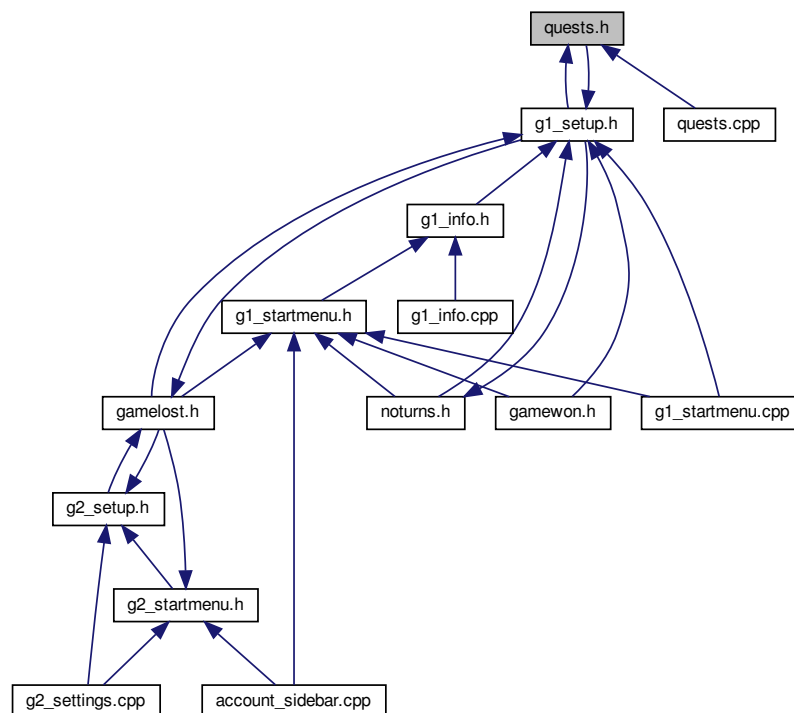 quests.h
g1_setup.h
quests.cpp
g1_info.h
g1_startmenu.h
g1_info.cpp
gamelost.h
noturns.h
gamewon.h
g1_startmenu.cpp
g2_setup.h
g2_startmenu.h
g2_settings.cpp
account_sidebar.cpp